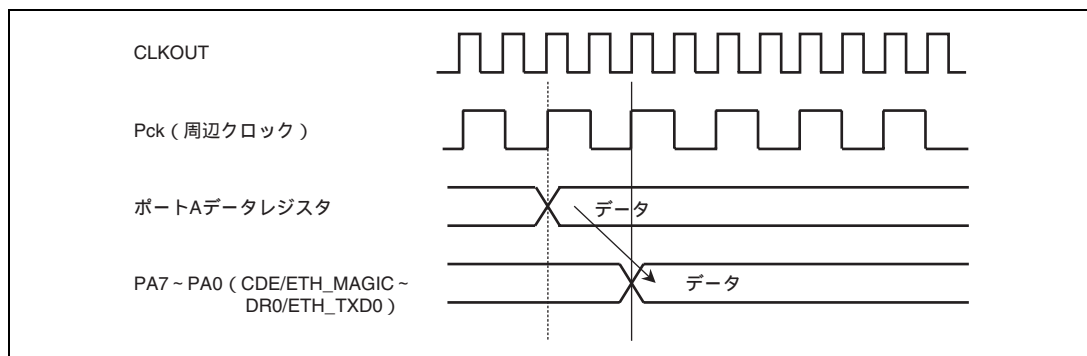 CLKOUT
Pck（周辺クロック）
ポートAデータレジスタ
データ
PA7～PA0（CDE/ETH_MAGIC～
DR0/ETH_TXD0）
データ